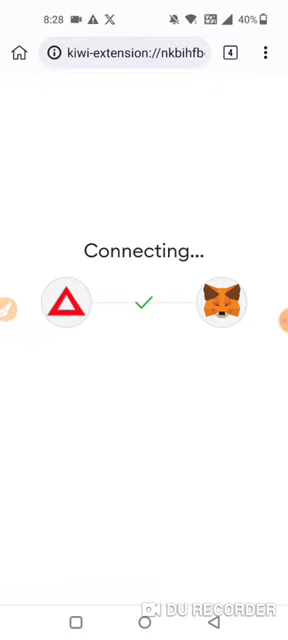 8:28
40%
kiwi-extension://nkbihfb
4
Connecting...
DU RECORDER